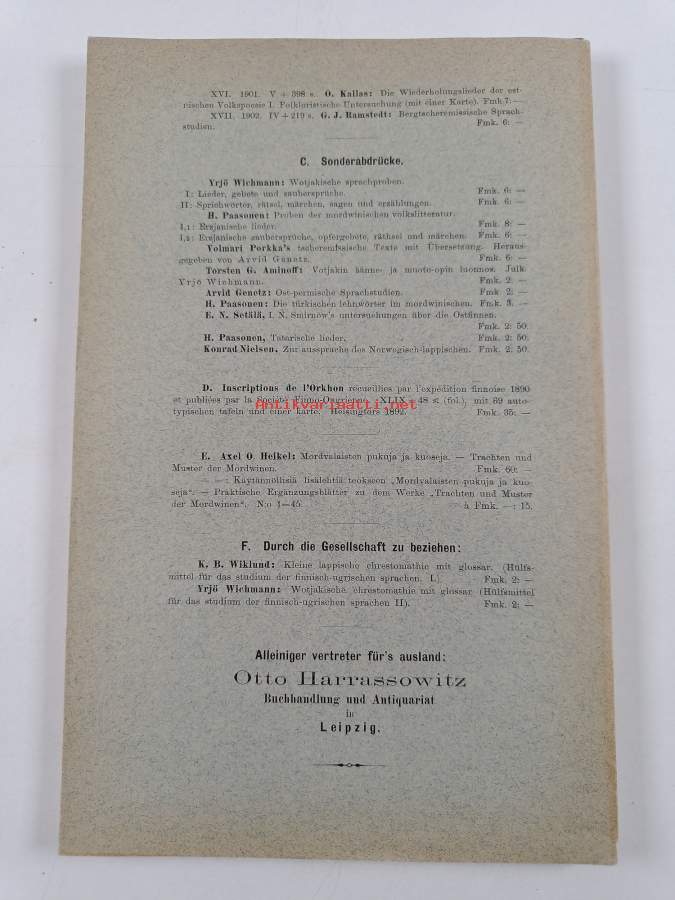 XVI. 1901. V + 398 s. O. Kallas: Die Wiederholungslieder der est-
nischen Volkspoesie I. Folkloristische Untersuchung (mit einer Karte). Fmk 7: —
XVII. 1902. IV + 219 s. G. J. Ramstedt: Bergtscheremissische Sprach-
studien. Fmk. 6: —
C. Sonderabdrücke.
Yrjö Wichmann: Wotjakische sprachproben.
I: Lieder, gebete und zaubersprüche. Fmk. 6: —
II: Sprichwörter, rätsel, märchen, sagen und erzählungen. Fmk. 6: —
H. Paasonen: Proben der mordwinischen volkslitteratur.
I,1: Ersjanische lieder. Fmk. 8: —
I,2: Ersjanische zaubersprüche, opfergebete, räthsel und märchen. Fmk. 6: —
Volmari Porkka's tscheremissische Texte mit Übersetzung. Heraus-
gegeben von Arvid Genetz. Fmk. 6: —
Torsten G. Aminoff: Votjakin äänne- ja muoto-opin luonnos. Julk.
Yrjö Wichmann. Fmk. 2: —
Arvid Genetz: Ost-permische Sprachstudien. Fmk. 2: —
H. Paasonen: Die türkischen lehnwörter im mordwinischen. Fmk. 3. —
E. N. Setälä, I. N. Smirnow's untersuchungen über die Ostfinnen.
Fmk. 2: 50.
H. Paasonen, Tatarische lieder. Fmk. 2: 50.
Konrad Nielsen, Zur aussprache des Norwegisch-lappischen. Fmk. 2: 50.
D. Inscriptions de l'Orkhon recueillies par l'expédition finnoise 1890
et publiées par la Société Finno-Ougrienne. XLIX + 48 s. (fol.), mit 69 auto-
Antikvariaatti.net
typischen tafeln und einer karte. Helsingfors 1892. Fmk. 35: —
E. Axel O Heikel: Mordvalaisten pukuja ja kuoseja. — Trachten und
Muster der Mordwinen. Fmk. 60: —
— —: Käytännöllisiä lisälehtiä teokseen „Mordvalaisten pukuja ja kuo-
seja“. — Praktische Ergänzungsblätter zu dem Werke „Trachten und Muster
der Mordwinen“. N:o 1—45. à Fmk. — : 15.
F. Durch die Gesellschaft zu beziehen:
K. B. Wiklund: Kleine lappische chrestomathie mit glossar. (Hülfs-
mittel für das studium der finnisch-ugrischen sprachen. I.). Fmk. 2: —
Yrjö Wichmann: Wotjakische chrestomathie mit glossar (Hülfsmittel
für das studium der finnisch-ugrischen sprachen II). Fmk. 2: —
Alleiniger vertreter für's ausland:
Otto Harrassowitz
Buchhandlung und Antiquariat
in
Leipzig.